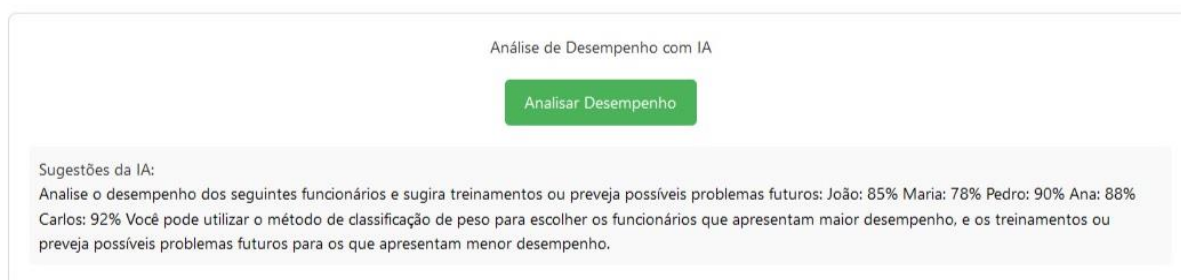 Análise de Desempenho com IA
Analisar Desempenho
Sugestões da IA:
Analise o desempenho dos seguintes funcionários e sugira treinamentos ou preveja possíveis problemas futuros: João: 85% Maria: 78% Pedro: 90% Ana: 88%
Carlos: 92% Você pode utilizar o método de classificação de peso para escolher os funcionários que apresentam maior desempenho, e os treinamentos ou
preveja possíveis problemas futuros para os que apresentam menor desempenho.